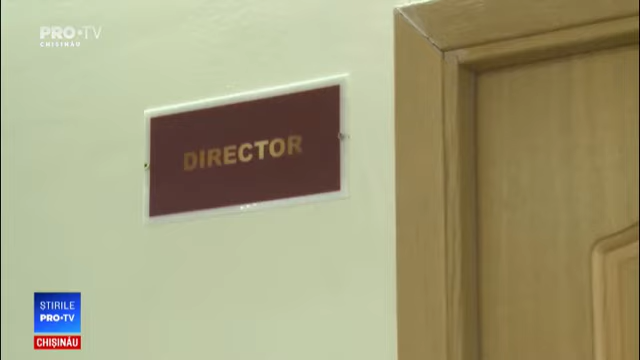 PRO TV
CHIȘINĂU
DIRECTOR
ȘTIRILE
PRO•TV
CHIȘINĂU